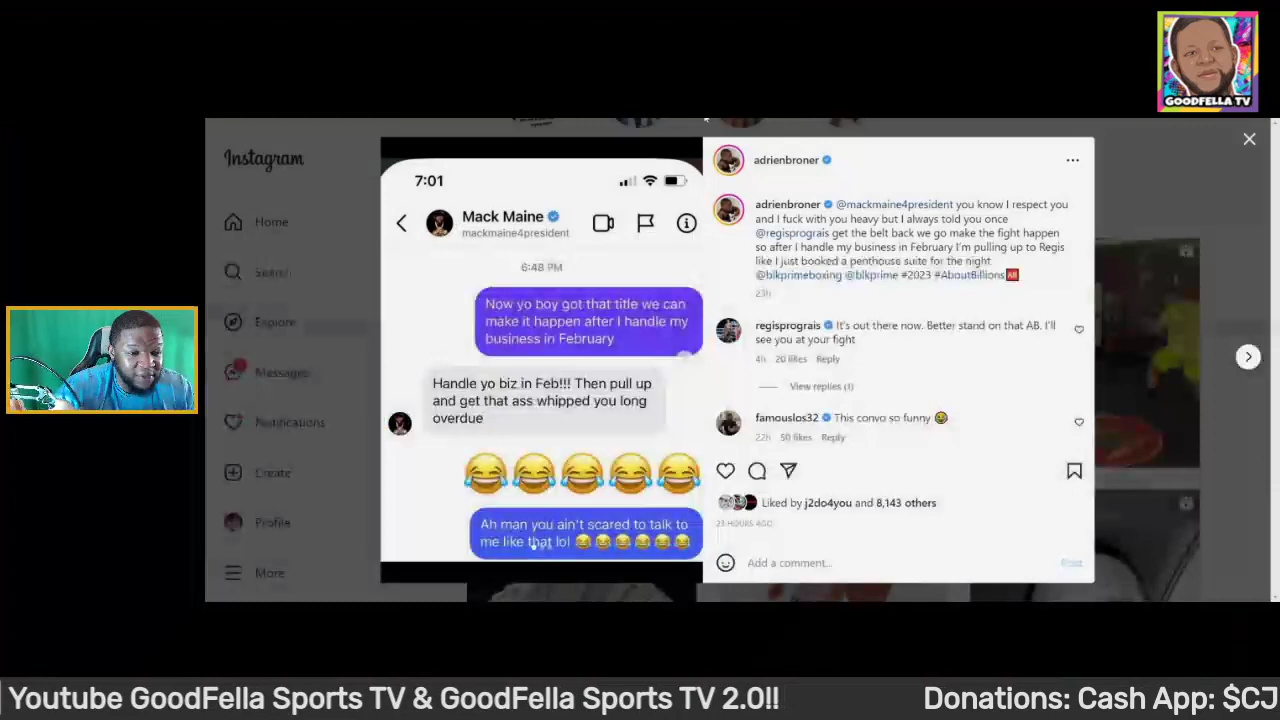 GOODFELLA TV
Instagram
Home
Search
Explore
Messages
Notifications
Create
Profile
More
7:01
Mack Maine
mackmaine4president
6:48 PM
Now yo boy got that title we can
make it happen after I handle my
business in February
Handle yo biz in Feb!!! Then pull up
and get that ass whipped you long
overdue
😂😂😂😂😂
Ah man you ain't scared to talk to
me like that lol 😂😂😂😂😂😂
adrienbroner
adrienbroner @mackmaine4president you know I respect you
and I fuck with you heavy but I always told you once
@regisprograis get the belt back we go make the fight happen
so after I handle my business in February I'm pulling up to Regis
like I just booked a penthouse suite for the night
@blkprimeboxing @blkprime #2023 #AboutBillions🆎
23h
regisprograis It's out there now. Better stand on that AB. I'll
see you at your fight
4h 20 likes Reply
View replies (1)
famouslos32 This convo so funny 😂
22h 50 likes Reply
Liked by j2do4you and 8,143 others
23 HOURS AGO
Add a comment...
Post
Youtube GoodFella Sports TV & GoodFella Sports TV 2.0!!
Donations: Cash App: $CJ